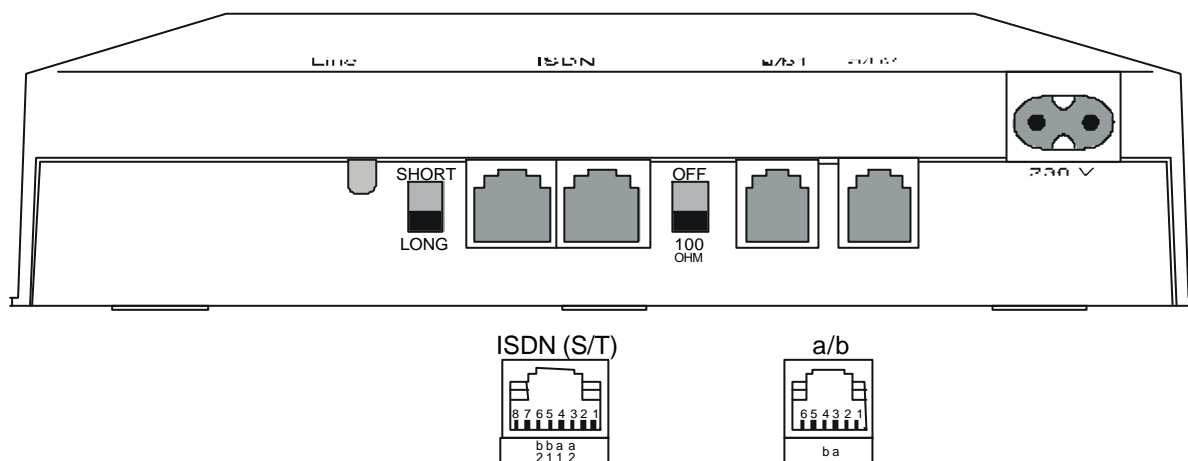 ISDN
SHORT
LONG
OFF
100
OHM
ISDN (S/T)
8 7 6 5 4 3 2 1
b b a a
2 1 1 2
a/b
6 5 4 3 2 1
b a